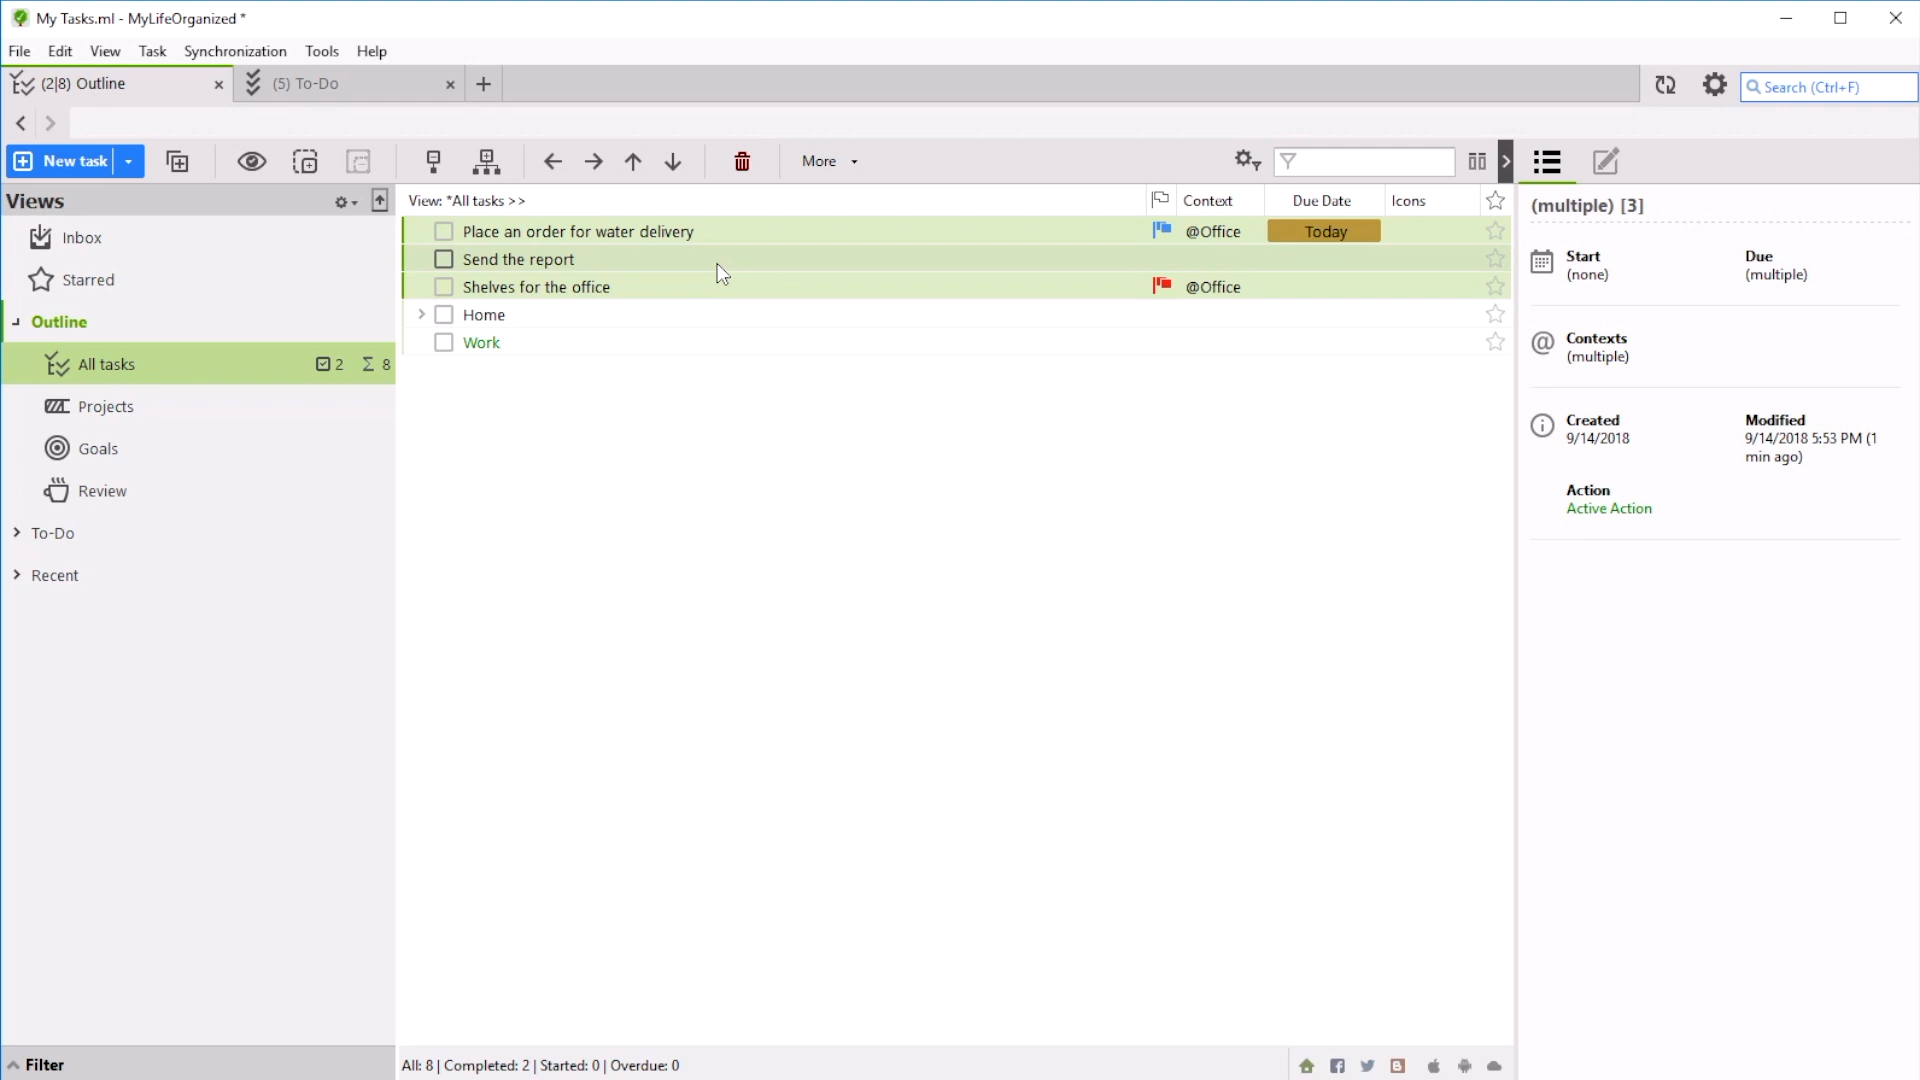 My Tasks.ml - MyLifeOrganized *
File Edit View Task Synchronization Tools Help
(2|8) Outline (5) To-Do Search (Ctrl+F)
New task More
Views View: *All tasks >> Context Due Date Icons (multiple) [3]
Inbox
Starred
Outline
All tasks 2 Σ 8
Projects
Goals
Review
To-Do
Recent
Filter
Place an order for water delivery @Office Today
Send the report
Shelves for the office @Office
Home
Work
All: 8 | Completed: 2 | Started: 0 | Overdue: 0
Start Due
(none) (multiple)
Contexts
(multiple)
Created Modified
9/14/2018 9/14/2018 5:53 PM (1
min ago)
Action
Active Action